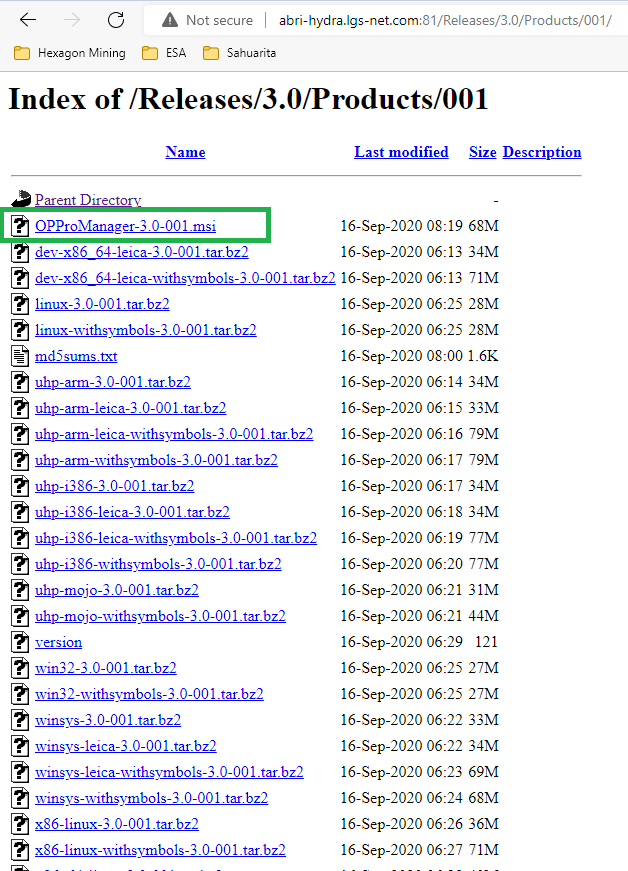 Not secure | abri-hydra.lgs-net.com:81/Releases/3.0/Products/001/
Hexagon Mining ESA Sahuarita
Index of /Releases/3.0/Products/001
Name Last modified Size Description
Parent Directory -
OPProManager-3.0-001.msi 16-Sep-2020 08:19 68M
dev-x86_64-leica-3.0-001.tar.bz2 16-Sep-2020 06:13 34M
dev-x86_64-leica-withsymbols-3.0-001.tar.bz2 16-Sep-2020 06:13 71M
linux-3.0-001.tar.bz2 16-Sep-2020 06:25 28M
linux-withsymbols-3.0-001.tar.bz2 16-Sep-2020 06:25 28M
md5sums.txt 16-Sep-2020 08:00 1.6K
uhp-arm-3.0-001.tar.bz2 16-Sep-2020 06:14 34M
uhp-arm-leica-3.0-001.tar.bz2 16-Sep-2020 06:15 33M
uhp-arm-leica-withsymbols-3.0-001.tar.bz2 16-Sep-2020 06:16 79M
uhp-arm-withsymbols-3.0-001.tar.bz2 16-Sep-2020 06:17 79M
uhp-i386-3.0-001.tar.bz2 16-Sep-2020 06:17 34M
uhp-i386-leica-3.0-001.tar.bz2 16-Sep-2020 06:18 34M
uhp-i386-leica-withsymbols-3.0-001.tar.bz2 16-Sep-2020 06:19 77M
uhp-i386-withsymbols-3.0-001.tar.bz2 16-Sep-2020 06:20 77M
uhp-mojo-3.0-001.tar.bz2 16-Sep-2020 06:21 31M
uhp-mojo-withsymbols-3.0-001.tar.bz2 16-Sep-2020 06:21 44M
version 16-Sep-2020 06:29 121
win32-3.0-001.tar.bz2 16-Sep-2020 06:25 27M
win32-withsymbols-3.0-001.tar.bz2 16-Sep-2020 06:25 27M
winsys-3.0-001.tar.bz2 16-Sep-2020 06:22 33M
winsys-leica-3.0-001.tar.bz2 16-Sep-2020 06:22 34M
winsys-leica-withsymbols-3.0-001.tar.bz2 16-Sep-2020 06:23 69M
winsys-withsymbols-3.0-001.tar.bz2 16-Sep-2020 06:24 68M
x86-linux-3.0-001.tar.bz2 16-Sep-2020 06:26 36M
x86-linux-withsymbols-3.0-001.tar.bz2 16-Sep-2020 06:27 71M